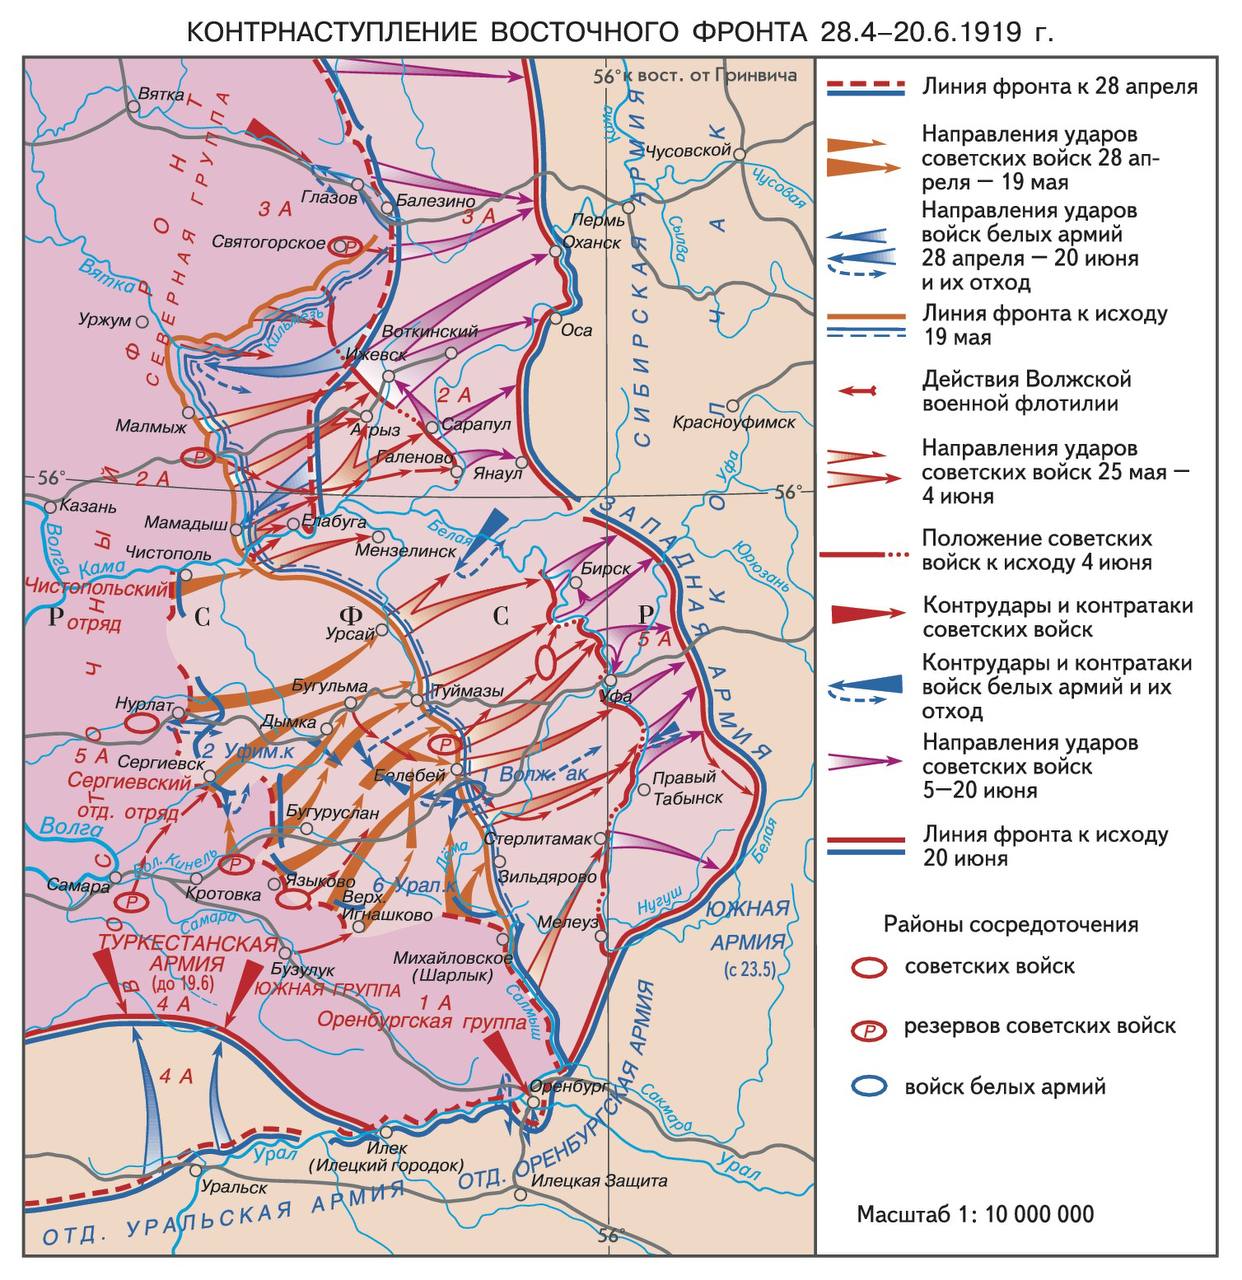 КОНТРНАСТУПЛЕНИЕ ВОСТОЧНОГО ФРОНТА 28.4–20.6.1919 г.
56° к вост. от Гринвича
Вятка
Чусовской
Чусовая
Кама
Глазов
Балезино
3 А
3 А
Пермь
Сылва
Святогорское
Р
Оханск
Вятка
СЕВЕРНАЯ ГРУППА
СИБИРСКАЯ АРМИЯ
Уржум
Кильмезь
Воткинский
Оса
Ижевск
2 А
Красноуфимск
Малмыж
Агрыз
Сарапул
Галеново
Р
Янаул
Уфа
56°
2 А
56°
Казань
Мамадыш
Елабуга
Белая
ЗАПАДНАЯ АРМИЯ
Волга
Чистополь
Мензелинск
Юрюзань
Кама
Бирск
Чистопольский
отряд
Р С Ф С Р
Урсай
5 А
Бугульма
Туймазы
Уфа
Нурлат
Дымка
5 А
2 Уфим.к
Р
Сергиевск
Белебей
1 Волж. ак
Правый
Табынск
Сергиевский
отд. отряд
Бугуруслан
Волга
Стерлитамак
Белая
Дёма
Бол. Кинель
Р
Самара
Кротовка
Языково
6 Урал.к
Зильдярово
Р
Верх.
Игнашково
Нугуш
Самара
Мелеуз
ЮЖНАЯ
АРМИЯ
(с 23.5)
ТУРКЕСТАНСКАЯ
АРМИЯ
(до 19.6)
Михайловское
(Шарлык)
Бузулук
ЮЖНАЯ ГРУППА
4 А
1 А
Салмыш
Оренбургская группа
ВОСТОЧНЫЙ ФРОНТ
КОЛЧАК
4 А
Оренбург
Сакмара
Илек
(Илецкий городок)
Урал
Урал
Уральск
Илецкая Защита
ОТД. ОРЕНБУРГСКАЯ АРМИЯ
ОТД. УРАЛЬСКАЯ АРМИЯ
56°
Линия фронта к 28 апреля
Направления ударов
советских войск 28 ап-
реля — 19 мая
Направления ударов
войск белых армий
28 апреля — 20 июня
и их отход
Линия фронта к исходу
19 мая
Действия Волжской
военной флотилии
Направления ударов
советских войск 25 мая —
4 июня
Положение советских
войск к исходу 4 июня
Контрудары и контратаки
советских войск
Контрудары и контратаки
войск белых армий и их
отход
Направления ударов
советских войск
5—20 июня
Линия фронта к исходу
20 июня
Районы сосредоточения
советских войск
Р
резервов советских войск
войск белых армий
Масштаб 1: 10 000 000